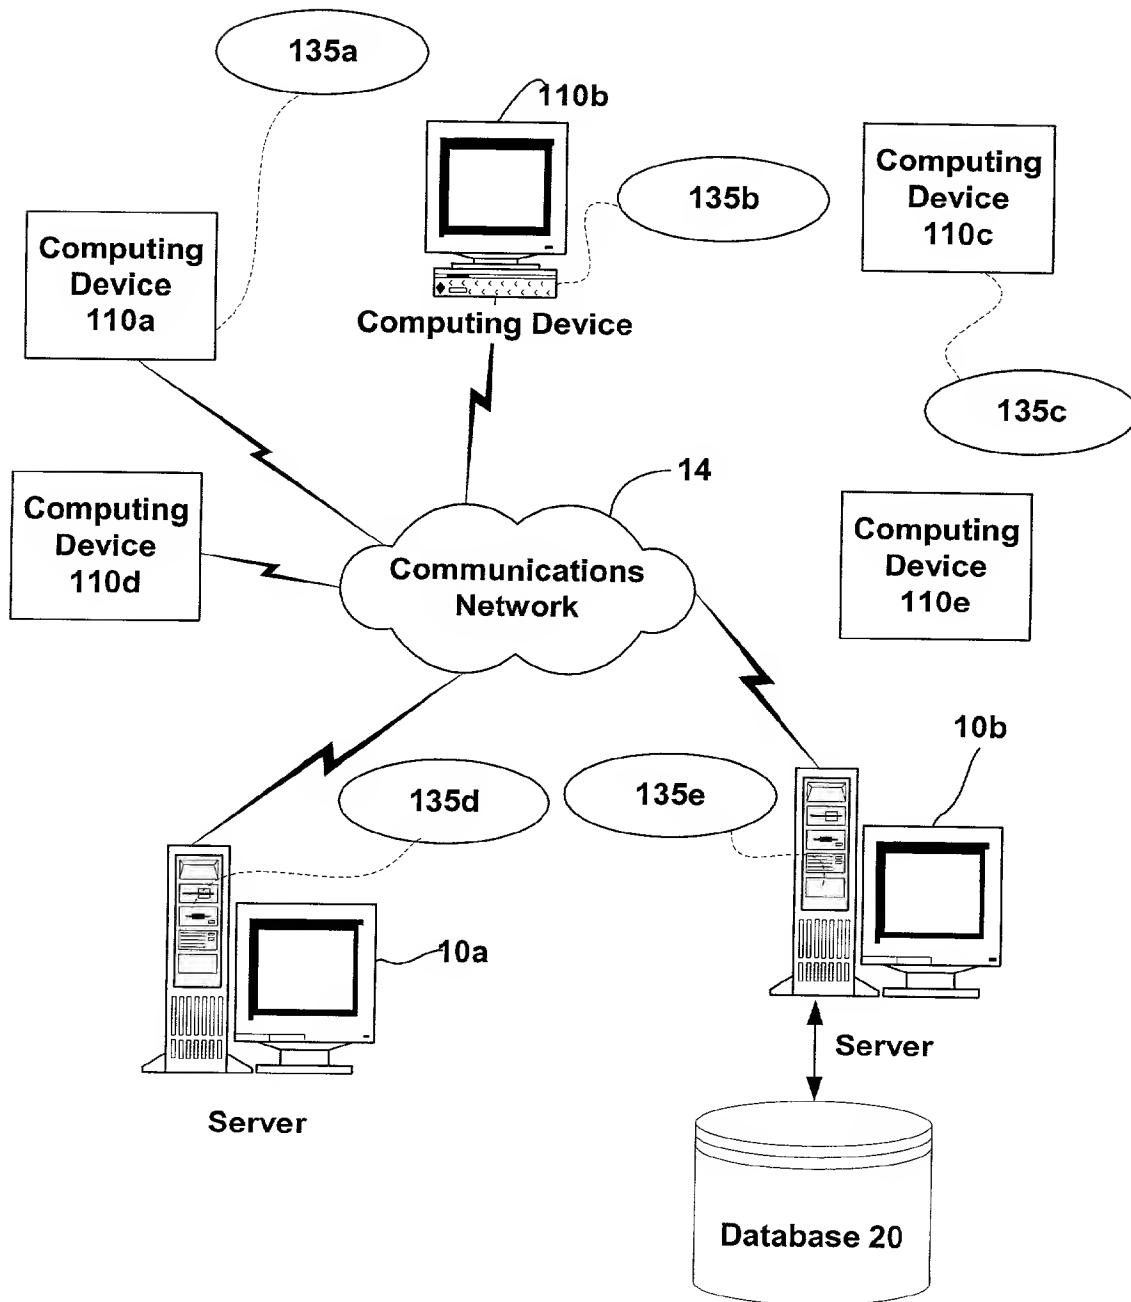 135a
110b
135b
Computing
Device
110c
Computing
Device
110a
Computing Device
135c
14
Computing
Device
110d
Computing
Device
110e
Communications
Network
10b
135d
135e
10a
Server
Server
Database 20